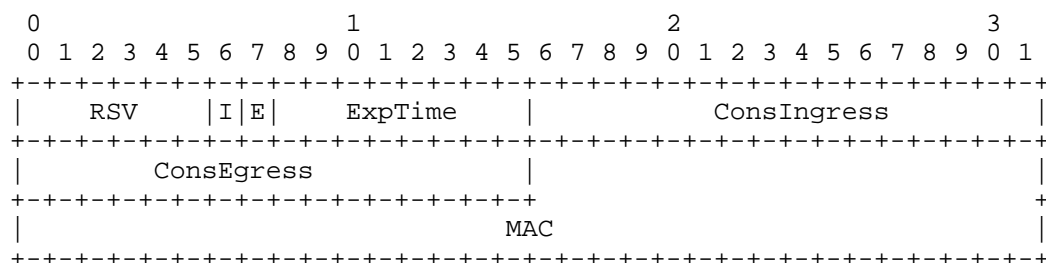 0                   1                   2                   3
 0 1 2 3 4 5 6 7 8 9 0 1 2 3 4 5 6 7 8 9 0 1 2 3 4 5 6 7 8 9 0 1
+-+-+-+-+-+-+-+-+-+-+-+-+-+-+-+-+-+-+-+-+-+-+-+-+-+-+-+-+-+-+-+-+
|    RSV    |I|E|    ExpTime    |           ConsIngress         |
+-+-+-+-+-+-+-+-+-+-+-+-+-+-+-+-+-+-+-+-+-+-+-+-+-+-+-+-+-+-+-+-+
|        ConsEgress             |                               |
+-+-+-+-+-+-+-+-+-+-+-+-+-+-+-+-+                               +
|                              MAC                              |
+-+-+-+-+-+-+-+-+-+-+-+-+-+-+-+-+-+-+-+-+-+-+-+-+-+-+-+-+-+-+-+-+